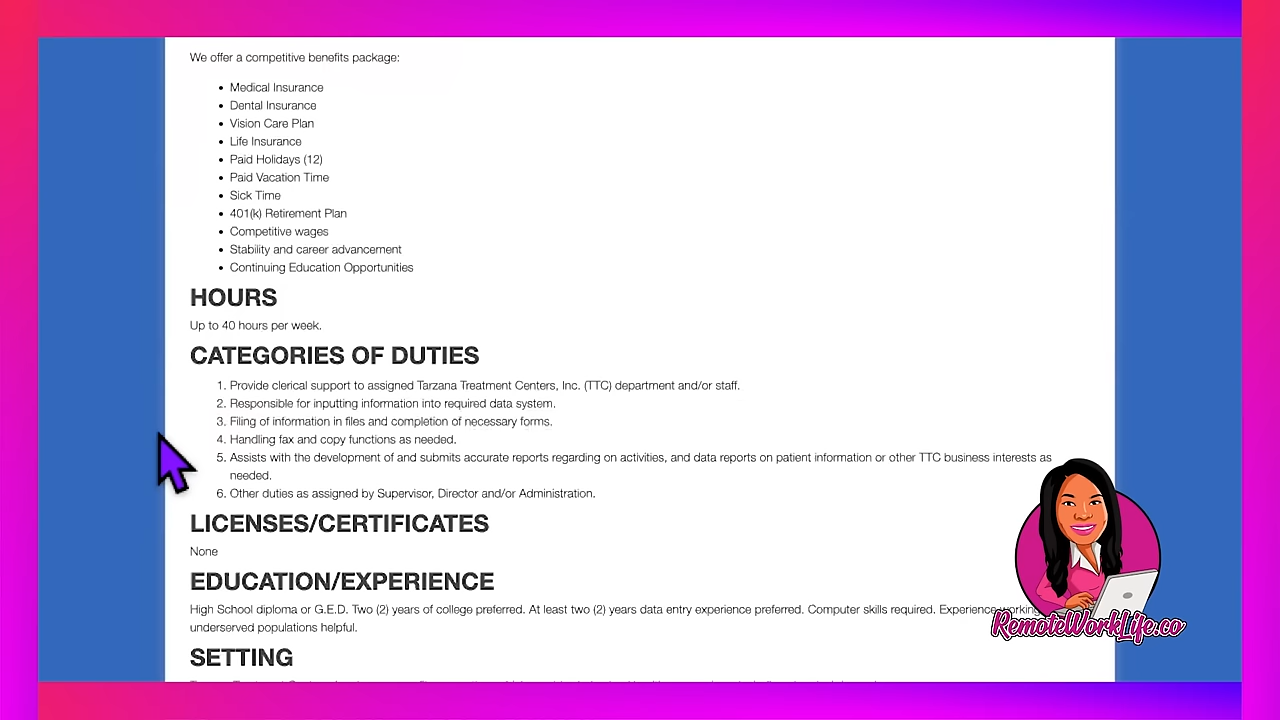 We offer a competitive benefits package:
• Medical Insurance
• Dental Insurance
• Vision Care Plan
• Life Insurance
• Paid Holidays (12)
• Paid Vacation Time
• Sick Time
• 401(k) Retirement Plan
• Competitive wages
• Stability and career advancement
• Continuing Education Opportunities
HOURS
Up to 40 hours per week.
CATEGORIES OF DUTIES
1. Provide clerical support to assigned Tarzana Treatment Centers, Inc. (TTC) department and/or staff.
2. Responsible for inputting information into required data system.
3. Filing of information in files and completion of necessary forms.
4. Handling fax and copy functions as needed.
5. Assists with the development of and submits accurate reports regarding on activities, and data reports on patient information or other TTC business interests as
needed.
6. Other duties as assigned by Supervisor, Director and/or Administration.
LICENSES/CERTIFICATES
None
EDUCATION/EXPERIENCE
High School diploma or G.E.D. Two (2) years of college preferred. At least two (2) years data entry experience preferred. Computer skills required. Experience working
underserved populations helpful.
SETTING
RemoteWorkLife.co